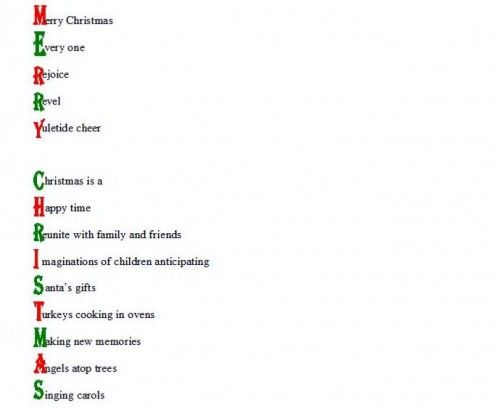 Merry Christmas
Every one
Rejoice
Revel
Yuletide cheer
Christmas is a
Happy time
Reunite with family and friends
Imaginations of children anticipating
Santa's gifts
Turkeys cooking in ovens
Making new memories
Angels atop trees
Singing carols